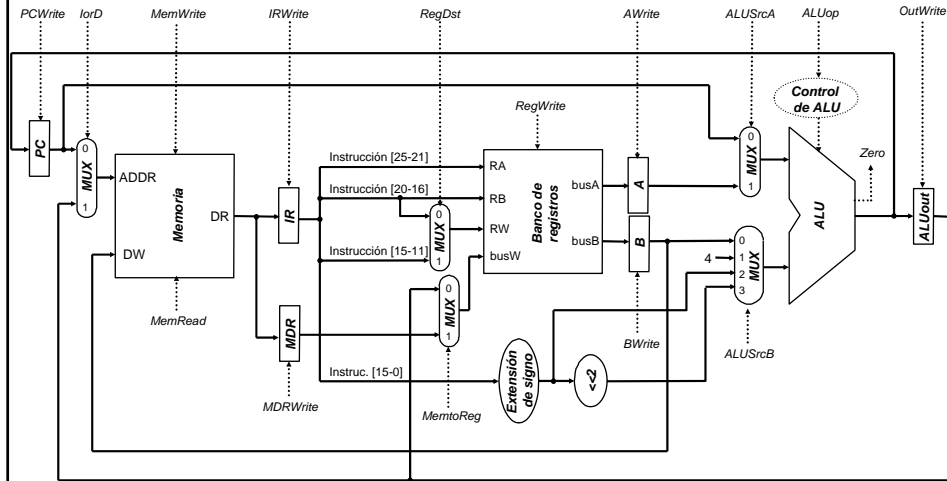 PCWrite IorD MemWrite IRWrite RegDst AWrite ALUSrcA ALUop OutWrite
Control
de ALU
RegWrite
PC
0
MUX
1
ADDR
Memoria
DR
DW
MemRead
IR
MDR
MDRWrite
Instrucción [25-21]
Instrucción [20-16]
Instrucción [15-11]
Instruc. [15-0]
0
MUX
1
0
MUX
1
MemtoReg
RA
RB
RW
busW
Banco de
registros
busA
busB
A
B
BWrite
Extensión
de signo
<<2
0
MUX
1
4
0
1
2
3
MUX
ALUSrcB
ALU
Zero
ALUout